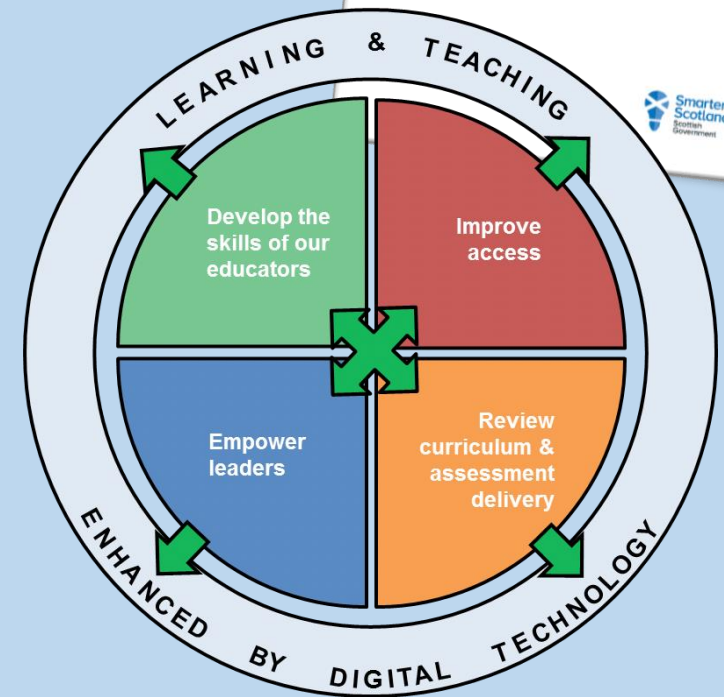 LEARNING & TEACHING
Smarter
Scotland
Scottish
Government
Develop the
skills of our
educators
Improve
access
Empower
leaders
Review
curriculum &
assessment
delivery
ENHANCED BY DIGITAL TECHNOLOGY